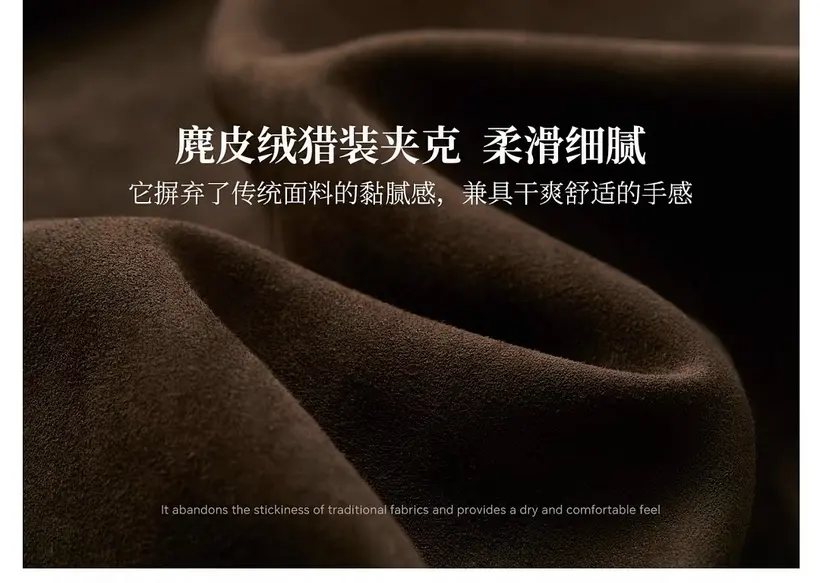 麂皮绒猎装夹克 柔滑细腻
它摒弃了传统面料的黏腻感，兼具干爽舒适的手感
It abandons the stickiness of traditional fabrics and provides a dry and comfortable feel